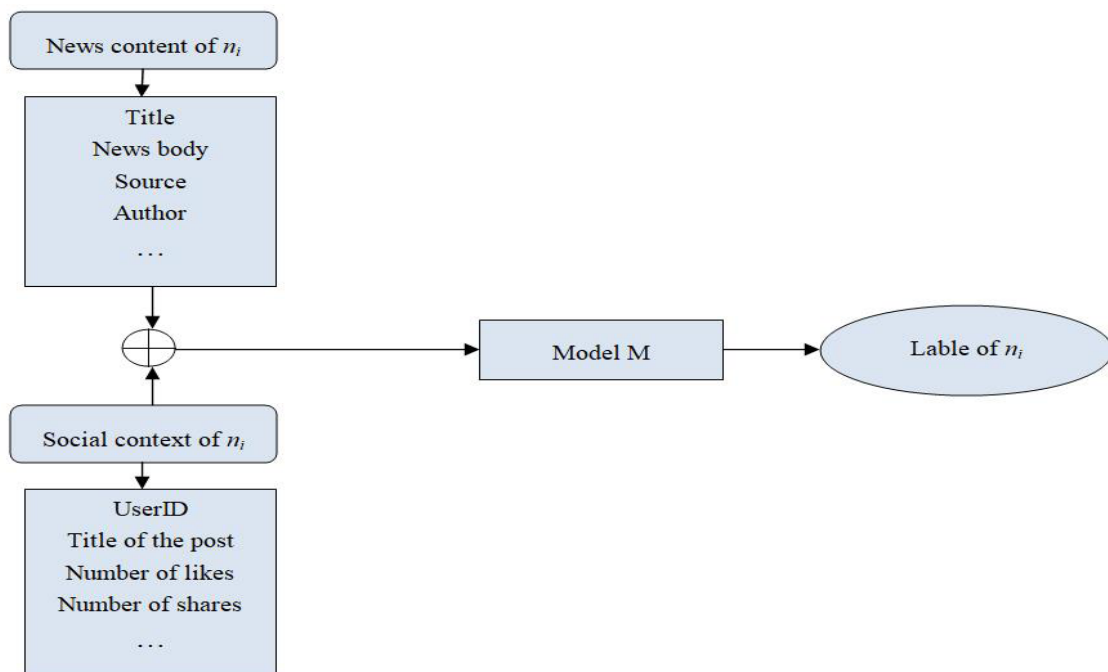 News content of nᵢ
Title
News body
Source
Author
...
Model M
Lable of nᵢ
Social context of nᵢ
UserID
Title of the post
Number of likes
Number of shares
...